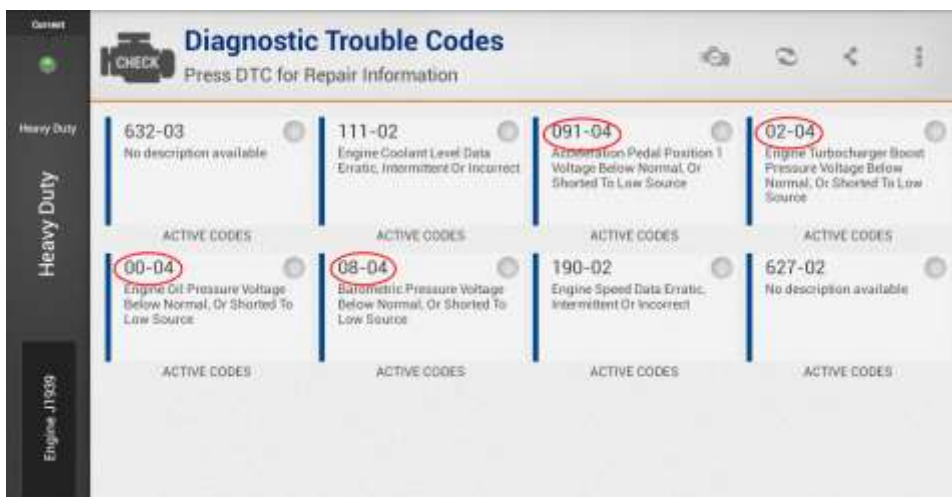 Current
Diagnostic Trouble Codes
CHECK
Press DTC for Repair Information
Heavy Duty
Heavy Duty
Engine J1939
632-03
No description available
ACTIVE CODES
111-02
Engine Coolant Level Data
Erratic, Intermittent Or Incorrect
ACTIVE CODES
091-04
Acceleration Pedal Position 1
Voltage Below Normal, Or
Shorted To Low Source
ACTIVE CODES
02-04
Engine Turbocharger Boost
Pressure Voltage Below
Normal, Or Shorted To Low
Source
ACTIVE CODES
00-04
Engine Oil Pressure Voltage
Below Normal, Or Shorted To
Low Source
ACTIVE CODES
08-04
Barometric Pressure Voltage
Below Normal, Or Shorted To
Low Source
ACTIVE CODES
190-02
Engine Speed Data Erratic,
Intermittent Or Incorrect
ACTIVE CODES
627-02
No description available
ACTIVE CODES